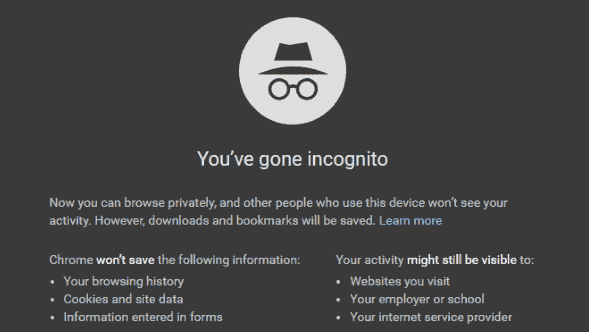 You’ve gone incognito
Now you can browse privately, and other people who use this device won’t see your
activity. However, downloads and bookmarks will be saved. Learn more
Chrome won’t save the following information:
• Your browsing history
• Cookies and site data
• Information entered in forms
Your activity might still be visible to:
• Websites you visit
• Your employer or school
• Your internet service provider